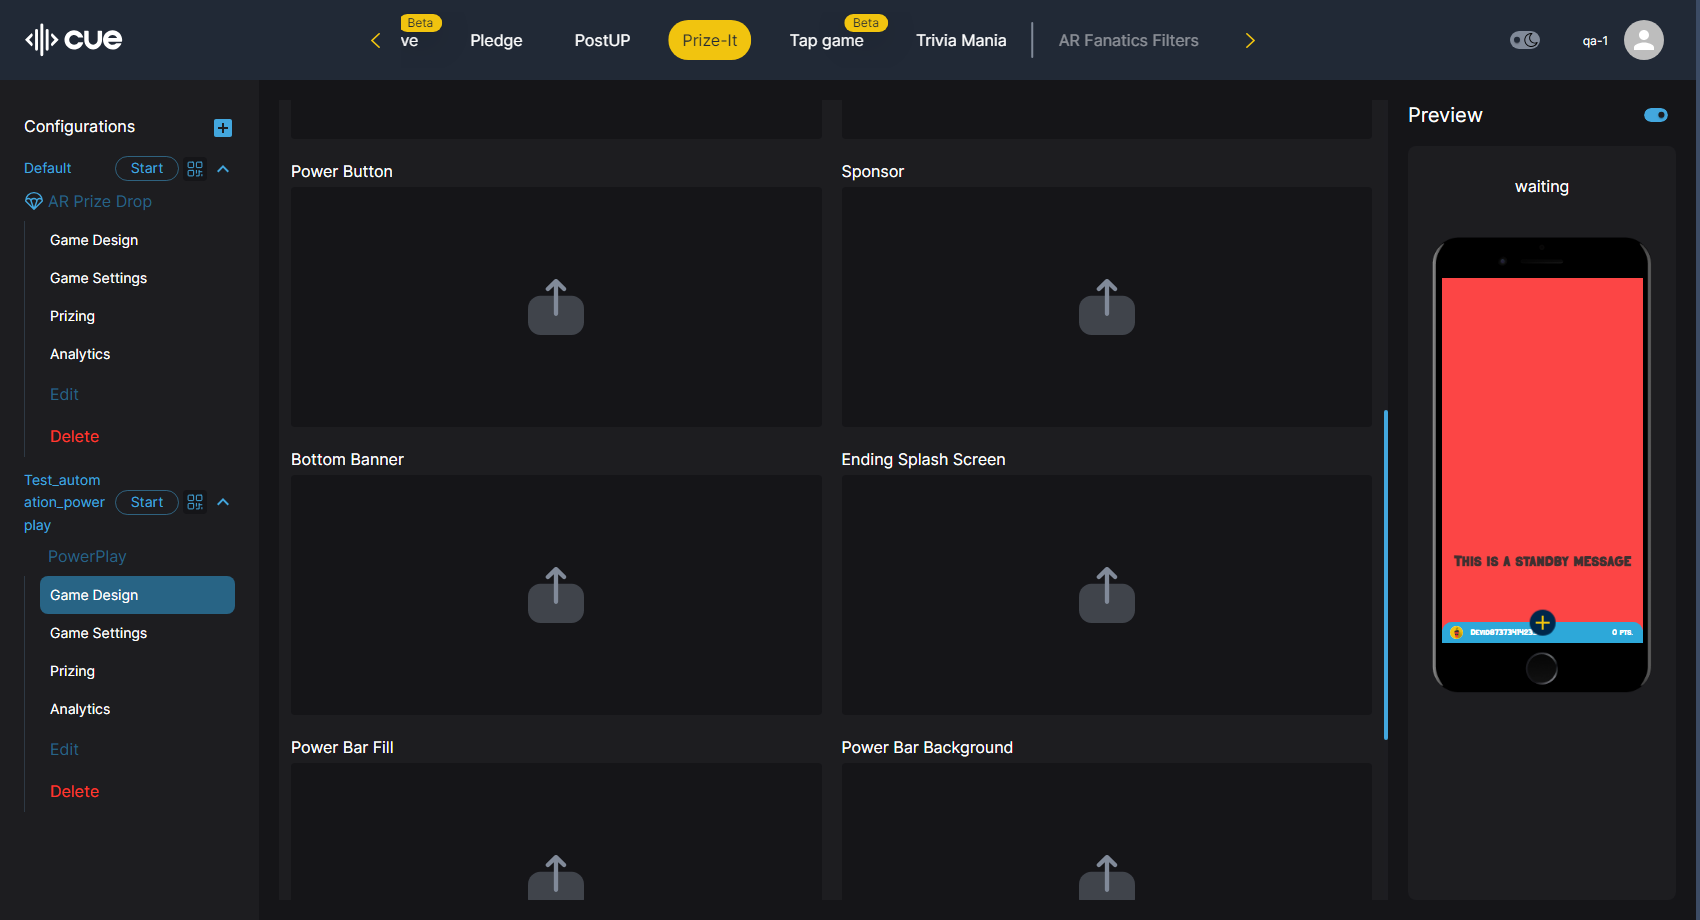 cue
Beta
ve
Pledge
PostUP
Prize-It
Tap game
Beta
Trivia Mania
AR Fanatics Filters
qa-1
Configurations
Default
Start
AR Prize Drop
Game Design
Game Settings
Prizing
Analytics
Edit
Delete
Test_autom
ation_power
play
Start
PowerPlay
Game Design
Game Settings
Prizing
Analytics
Edit
Delete
Power Button
Sponsor
Bottom Banner
Ending Splash Screen
Power Bar Fill
Power Bar Background
Preview
waiting
This is a standby message
0 pts.